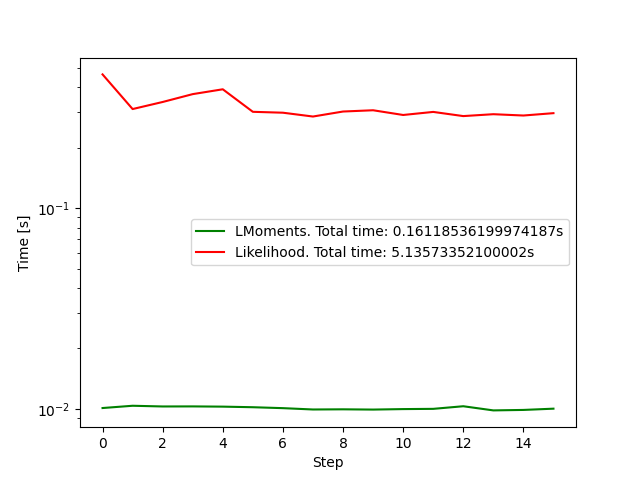 10⁻¹
10⁻²
Time [s]
LMoments. Total time: 0.16118536199974187s
Likelihood. Total time: 5.13573352100002s
0 2 4 6 8 10 12 14
Step